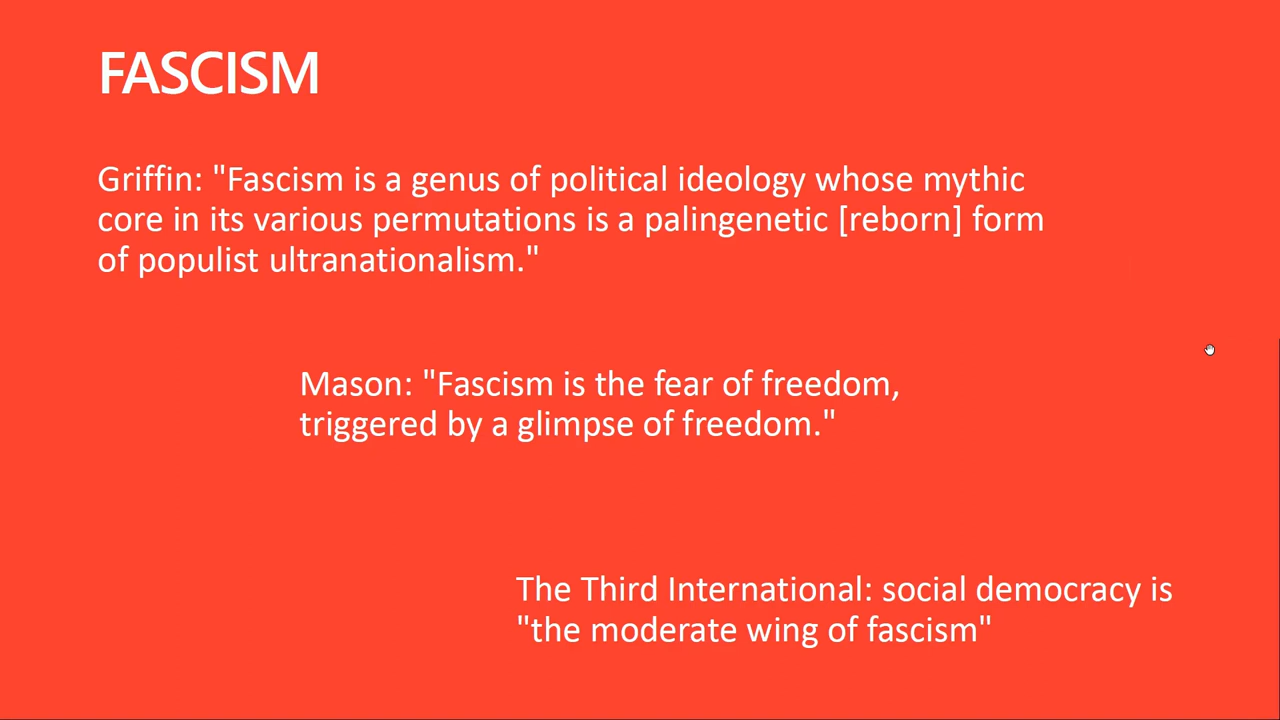 FASCISM
Griffin: "Fascism is a genus of political ideology whose mythic
core in its various permutations is a palingenetic [reborn] form
of populist ultranationalism."
Mason: "Fascism is the fear of freedom,
triggered by a glimpse of freedom."
The Third International: social democracy is
"the moderate wing of fascism"